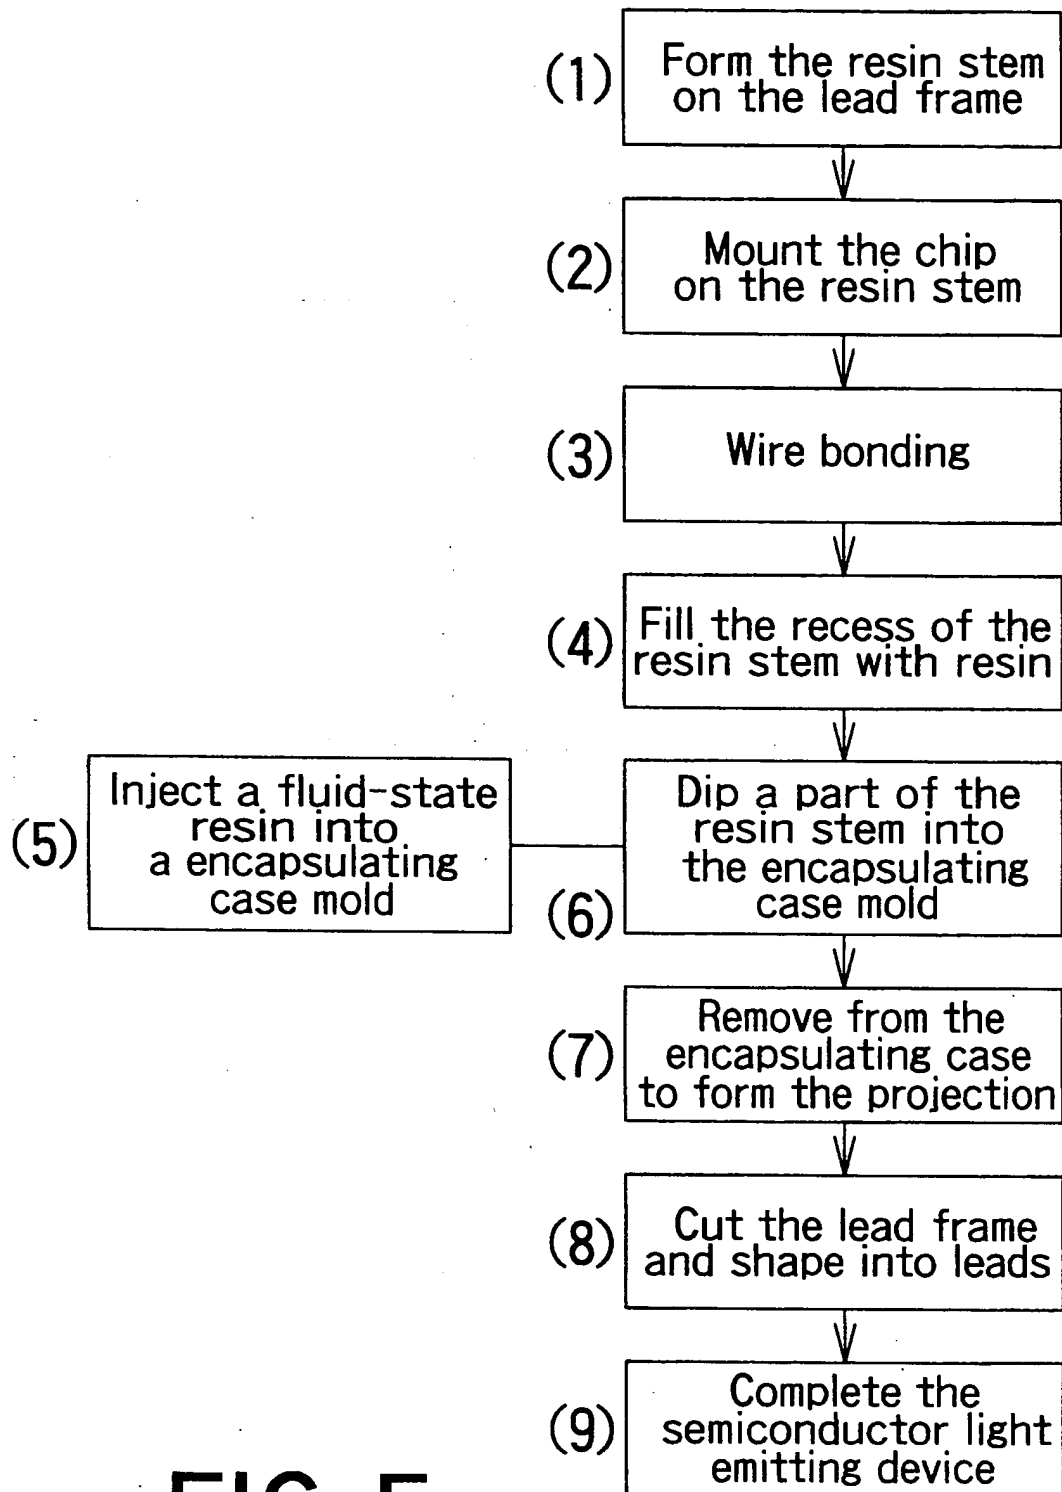 (1)
Form the resin stem
on the lead frame
(2)
Mount the chip
on the resin stem
(3)
Wire bonding
(4)
Fill the recess of the
resin stem with resin
(5)
Inject a fluid-state
resin into
a encapsulating
case mold
(6)
Dip a part of the
resin stem into
the encapsulating
case mold
(7)
Remove from the
encapsulating case
to form the projection
(8)
Cut the lead frame
and shape into leads
(9)
Complete the
semiconductor light
emitting device